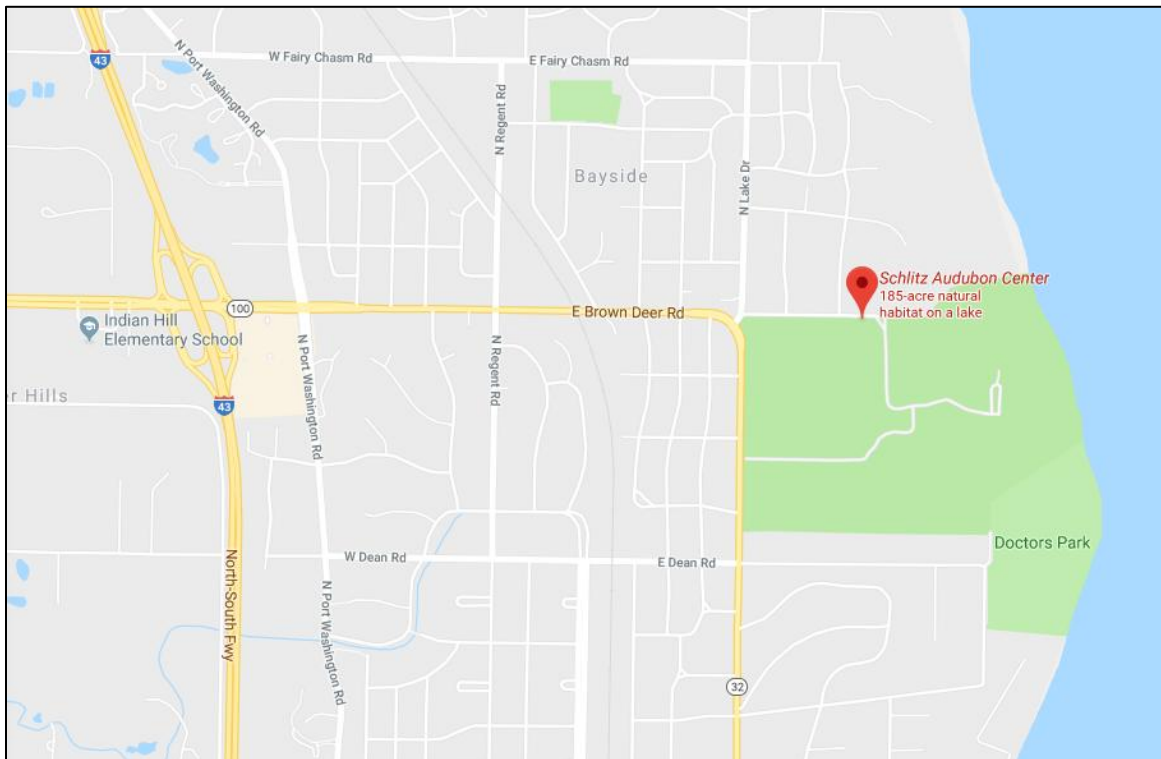 43
N Port Washington Rd
W Fairy Chasm Rd
E Fairy Chasm Rd
N Regent Rd
Bayside
N Lake Dr
Schlitz Audubon Center
185-acre natural
habitat on a lake
100
E Brown Deer Rd
Indian Hill
Elementary School
N Port Washington Rd
N Regent Rd
er Hills
43
Doctors Park
W Dean Rd
E Dean Rd
North-South Fwy
N Port Washington Rd
32